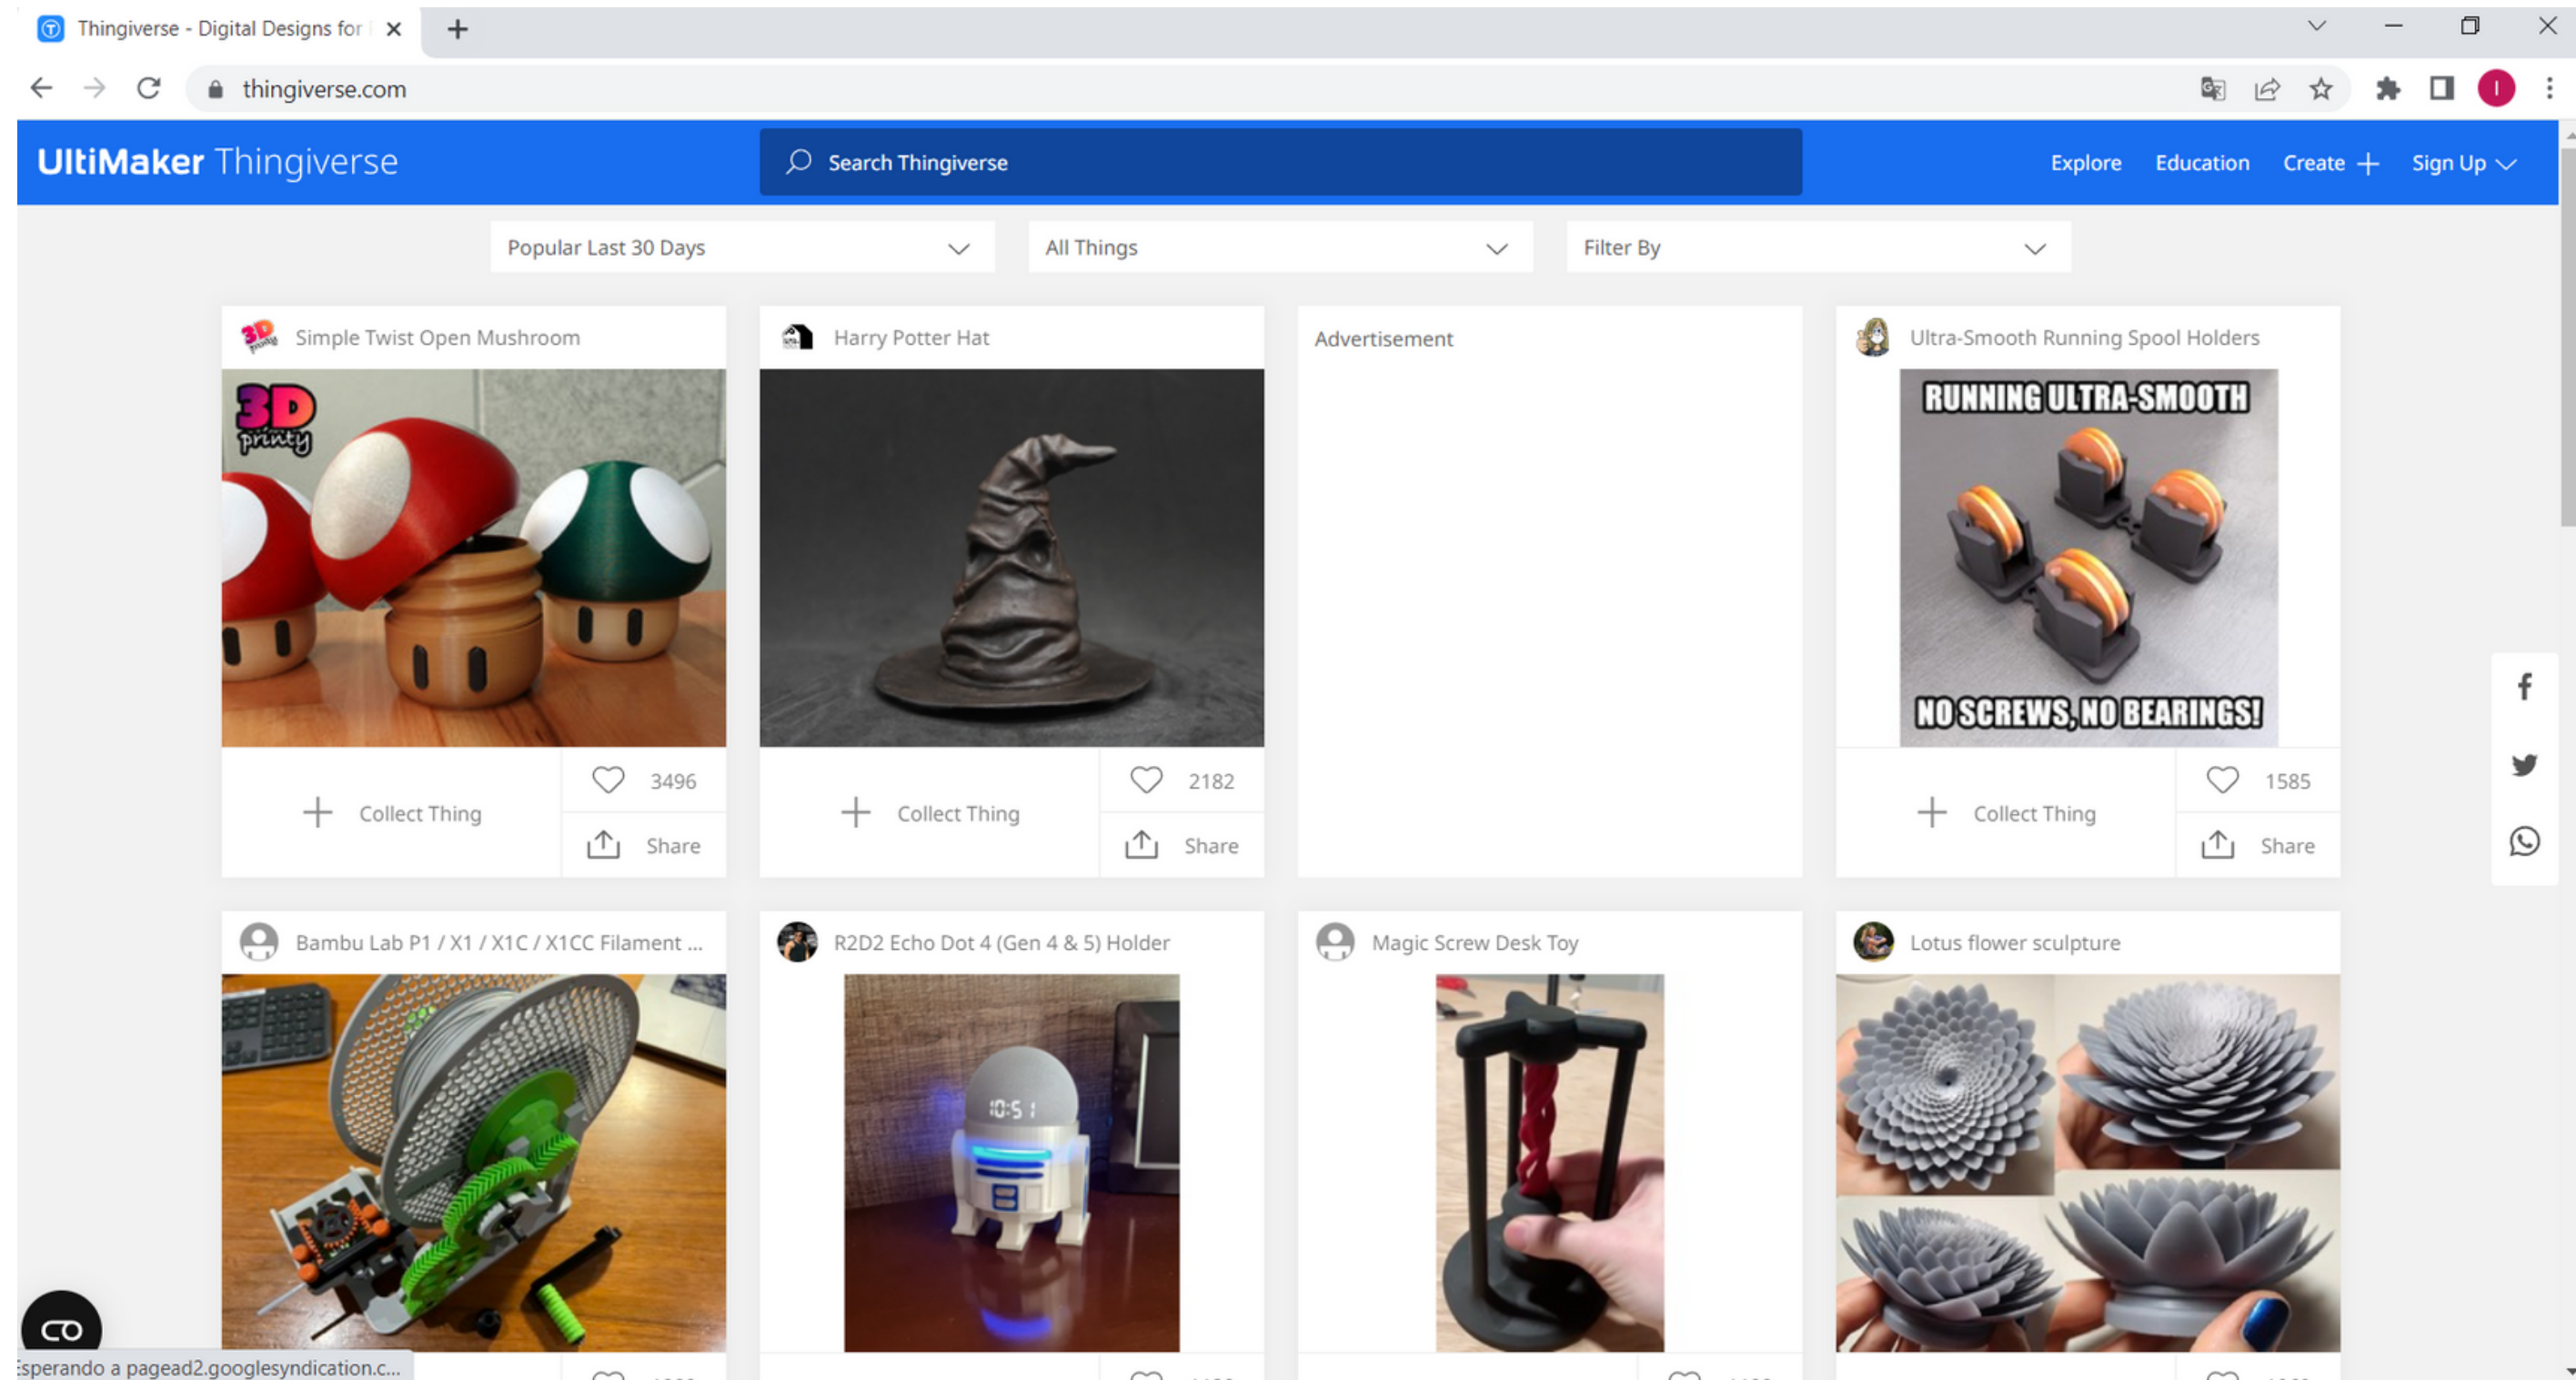 Thingiverse - Digital Designs for
thingiverse.com
UltiMaker Thingiverse
Search Thingiverse
Explore
Education
Create
Sign Up
Popular Last 30 Days
All Things
Filter By
Simple Twist Open Mushroom
3D
printy
Collect Thing
3496
Share
Harry Potter Hat
Collect Thing
2182
Share
Advertisement
Ultra-Smooth Running Spool Holders
RUNNING ULTRA-SMOOTH
NO SCREWS, NO BEARINGS!
Collect Thing
1585
Share
Bambu Lab P1 / X1 / X1C / X1CC Filament ...
R2D2 Echo Dot 4 (Gen 4 & 5) Holder
10:51
Magic Screw Desk Toy
Lotus flower sculpture
Esperando a pagead2.googlesyndication.c...